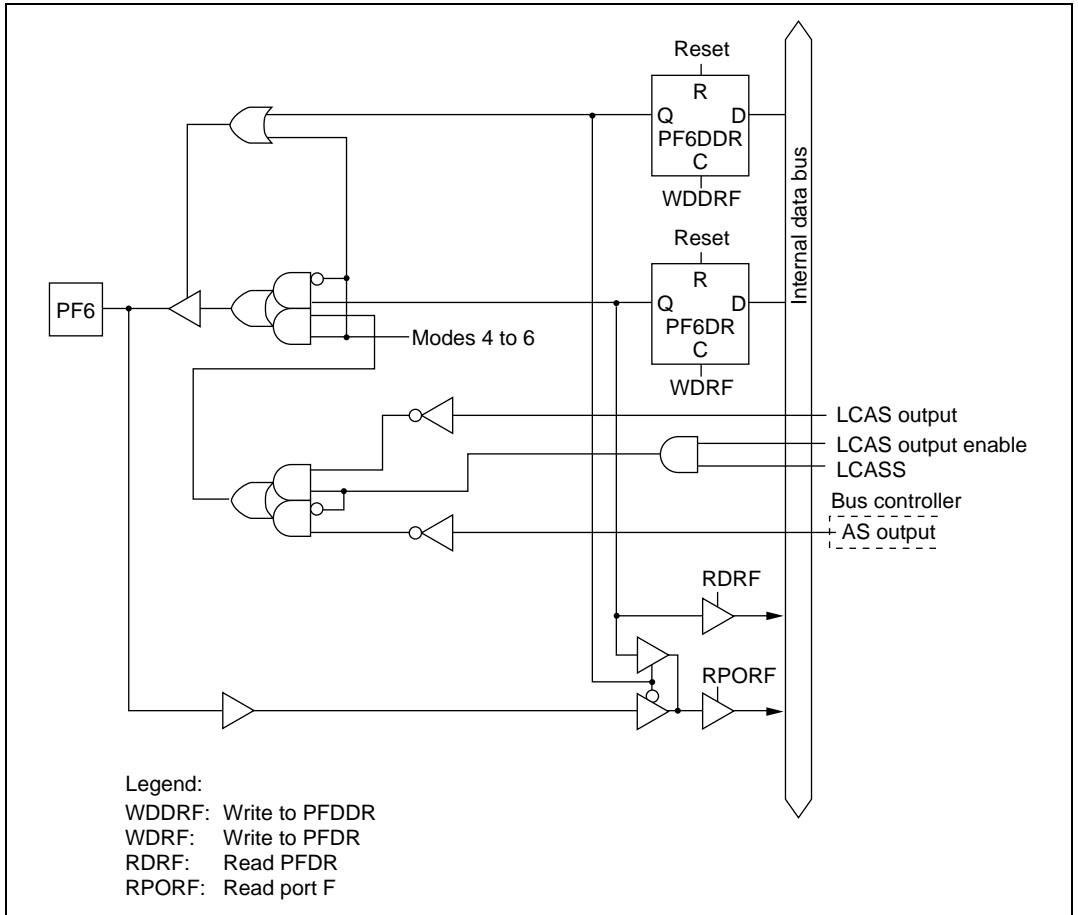 Reset
R
Q D
PF6DDR
C
WDDRF
Internal data bus
Reset
R
Q D
PF6DR
C
WDRF
PF6
Modes 4 to 6
LCAS output
LCAS output enable
LCASS
Bus controller
AS output
RDRF
RPORF
Legend:
WDDRF: Write to PFDDR
WDRF: Write to PFDR
RDRF: Read PFDR
RPORF: Read port F